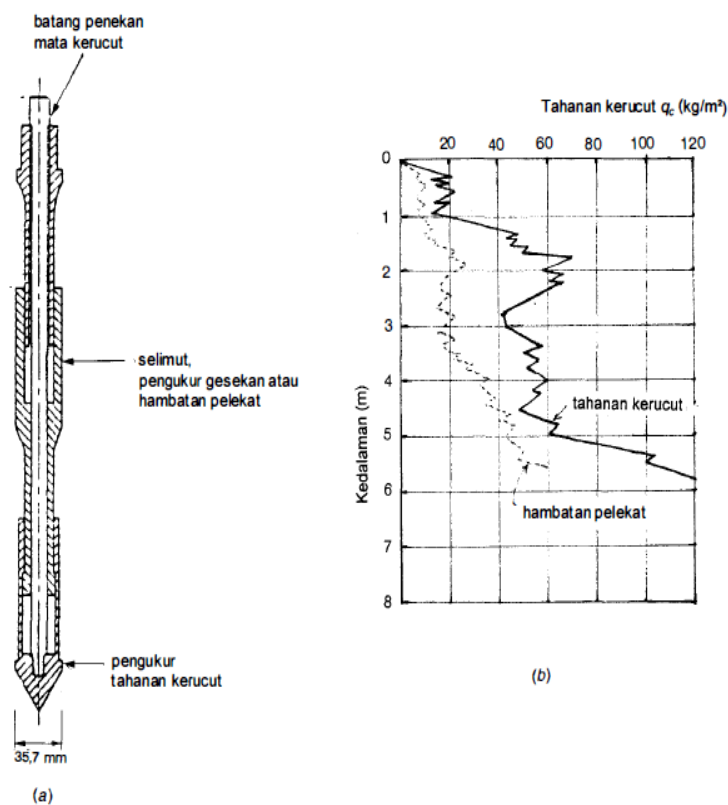 batang penekan
mata kerucut
selimut,
pengukur gesekan atau
hambatan pelekat
pengukur
tahanan kerucut
35,7 mm
(a)
Tahanan kerucut qc (kg/m²)
20 40 60 80 100 120
0
1
2
3
4
5
6
7
8
Kedalaman (m)
tahanan kerucut
hambatan pelekat
(b)